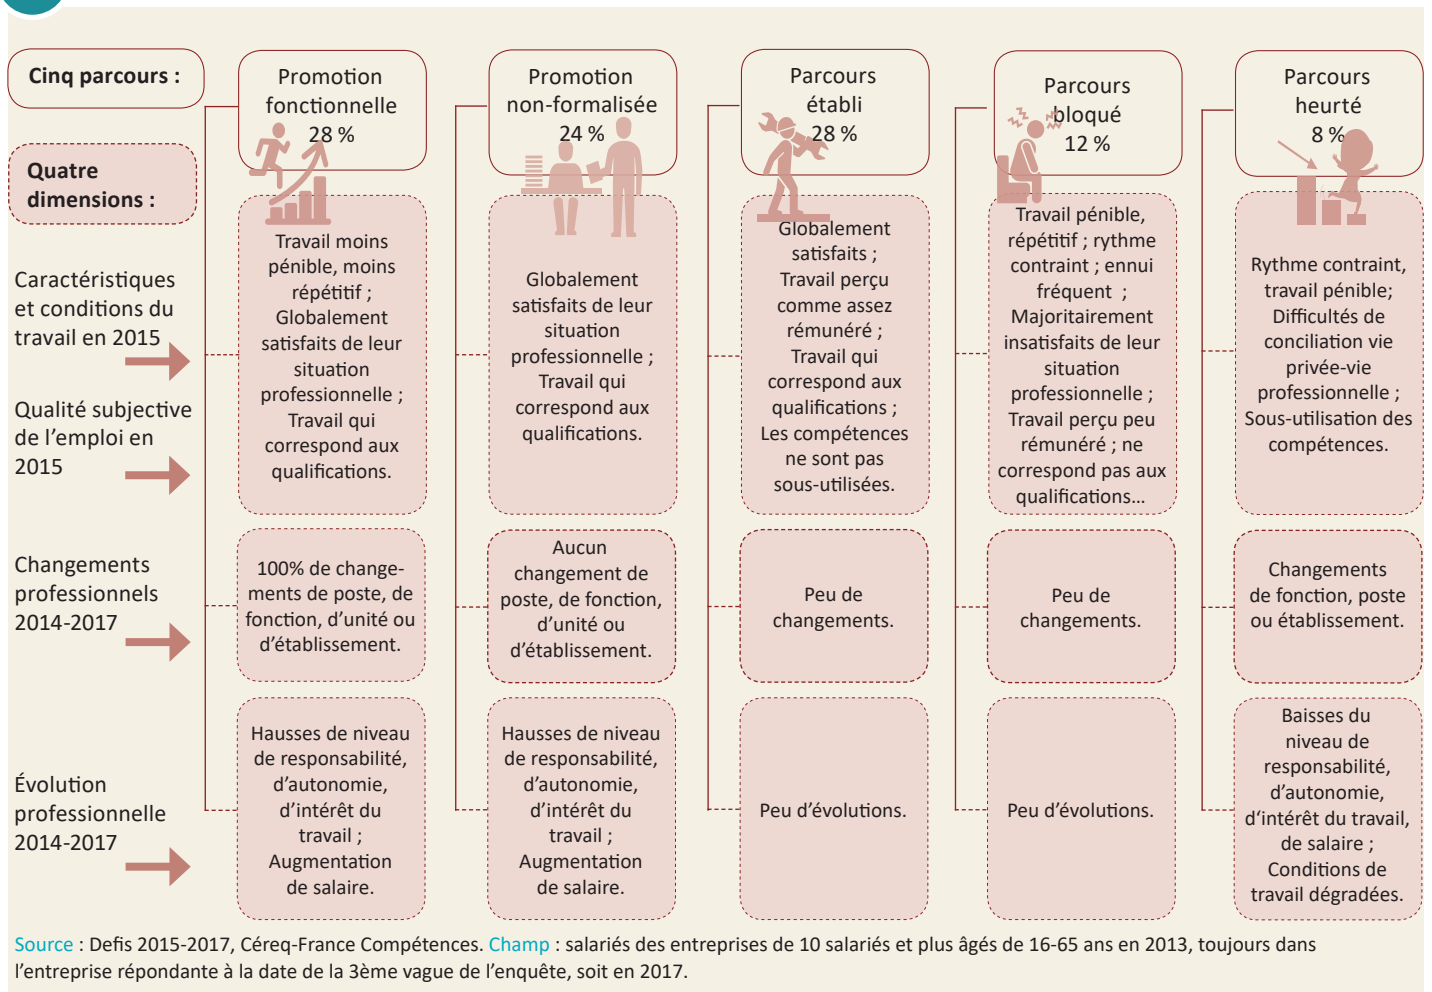 Cinq parcours :
Promotion
fonctionnelle
28 %
Promotion
non-formalisée
24 %
Parcours
établi
28 %
Parcours
bloqué
12 %
Parcours
heurté
8 %
Quatre
dimensions :
Caractéristiques
et conditions du
travail en 2015
Qualité subjective
de l’emploi en
2015
Travail moins
pénible, moins
répétitif ;
Globalement
satisfaits de leur
situation
professionnelle ;
Travail qui
correspond aux
qualifications.
Globalement
satisfaits de leur
situation
professionnelle ;
Travail qui
correspond aux
qualifications.
Globalement
satisfaits ;
Travail perçu
comme assez
rémunéré ;
Travail qui
correspond aux
qualifications ;
Les compétences
ne sont pas
sous-utilisées.
Travail pénible,
répétitif ; rythme
contraint ; ennui
fréquent  ;
Majoritairement
insatisfaits de leur
situation
professionnelle ;
Travail perçu peu
rémunéré ; ne
correspond pas aux
qualifications...
Rythme contraint,
travail pénible;
Difficultés de
conciliation vie
privée-vie
professionnelle ;
Sous-utilisation des
compétences.
Changements
professionnels
2014-2017
100% de change-
ments de poste, de
fonction, d’unité ou
d’établissement.
Aucun
changement de
poste, de fonction,
d’unité ou
d’établissement.
Peu de
changements.
Peu de
changements.
Changements
de fonction, poste
ou établissement.
Évolution
professionnelle
2014-2017
Hausses de niveau
de responsabilité,
d’autonomie,
d’intérêt du
travail ;
Augmentation
de salaire.
Hausses de niveau
de responsabilité,
d’autonomie,
d’intérêt du
travail ;
Augmentation
de salaire.
Peu d’évolutions.
Peu d’évolutions.
Baisses du
niveau de
responsabilité,
d’autonomie,
d‘intérêt du travail,
de salaire ;
Conditions de
travail dégradées.
Source : Defis 2015-2017, Céreq-France Compétences. Champ : salariés des entreprises de 10 salariés et plus âgés de 16-65 ans en 2013, toujours dans
l’entreprise répondante à la date de la 3ème vague de l’enquête, soit en 2017.